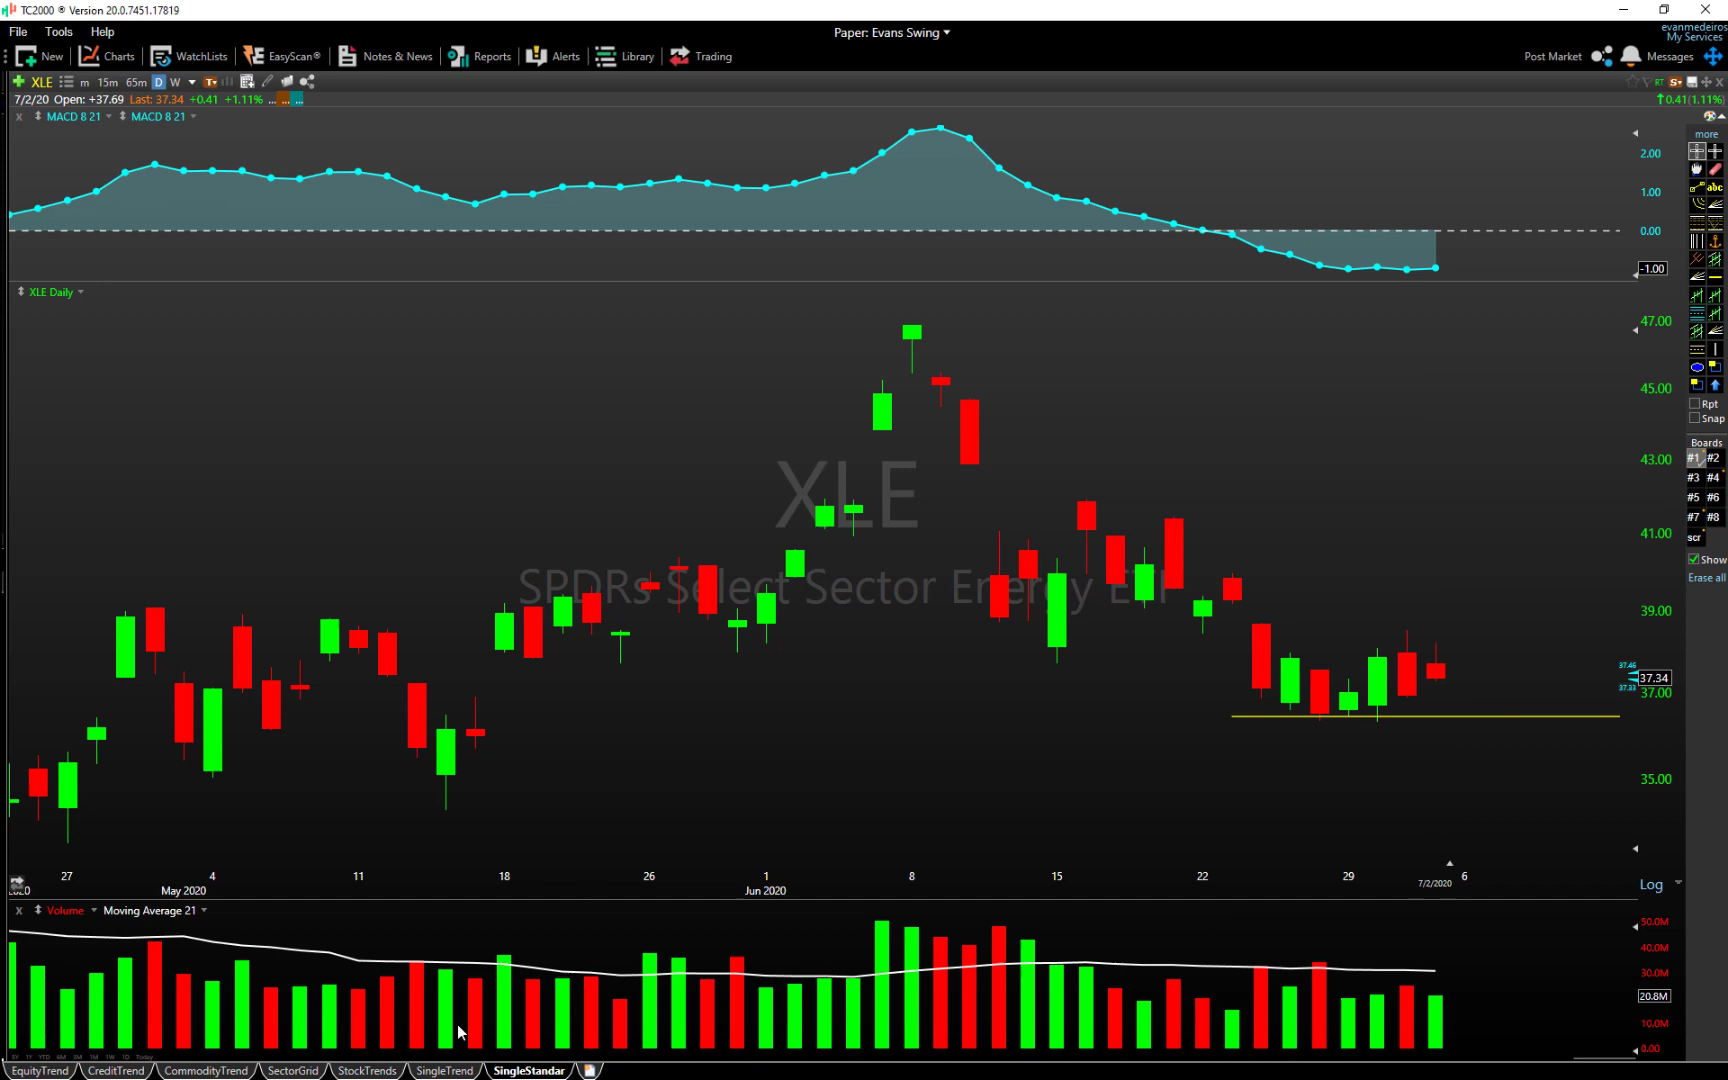 TC2000 ® Version 20.0.7451.17819
File Tools Help
Paper: Evans Swing
evanmedeiros
My Services
New Charts WatchLists EasyScan® Notes & News Reports Alerts Library Trading
Post Market Messages
XLE m 15m 65m D W
RT
7/2/20 Open: +37.69 Last: 37.34 +0.41 +1.11% ... ... ...
0.41(1.11%)
x MACD 8 21 MACD 8 21
more
2.00
1.00
0.00
-1.00
abc
XLE Daily
47.00
45.00
43.00
41.00
39.00
37.46
37.34
37.33
37.00
35.00
XLE
SPDRs Select Sector Energy ETF
Rpt
Snap
Boards
#1 #2
#3 #4
#5 #6
#7 #8
scr
Show
Erase all
27 4 11 18 26 1 8 15 22 29 7/2/2020 6
May 2020 Jun 2020
Log
x Volume Moving Average 21
50.0M
40.0M
30.0M
20.8M
10.0M
0.00
Today
EquityTrend CreditTrend CommodityTrend SectorGrid StockTrends SingleTrend SingleStandar